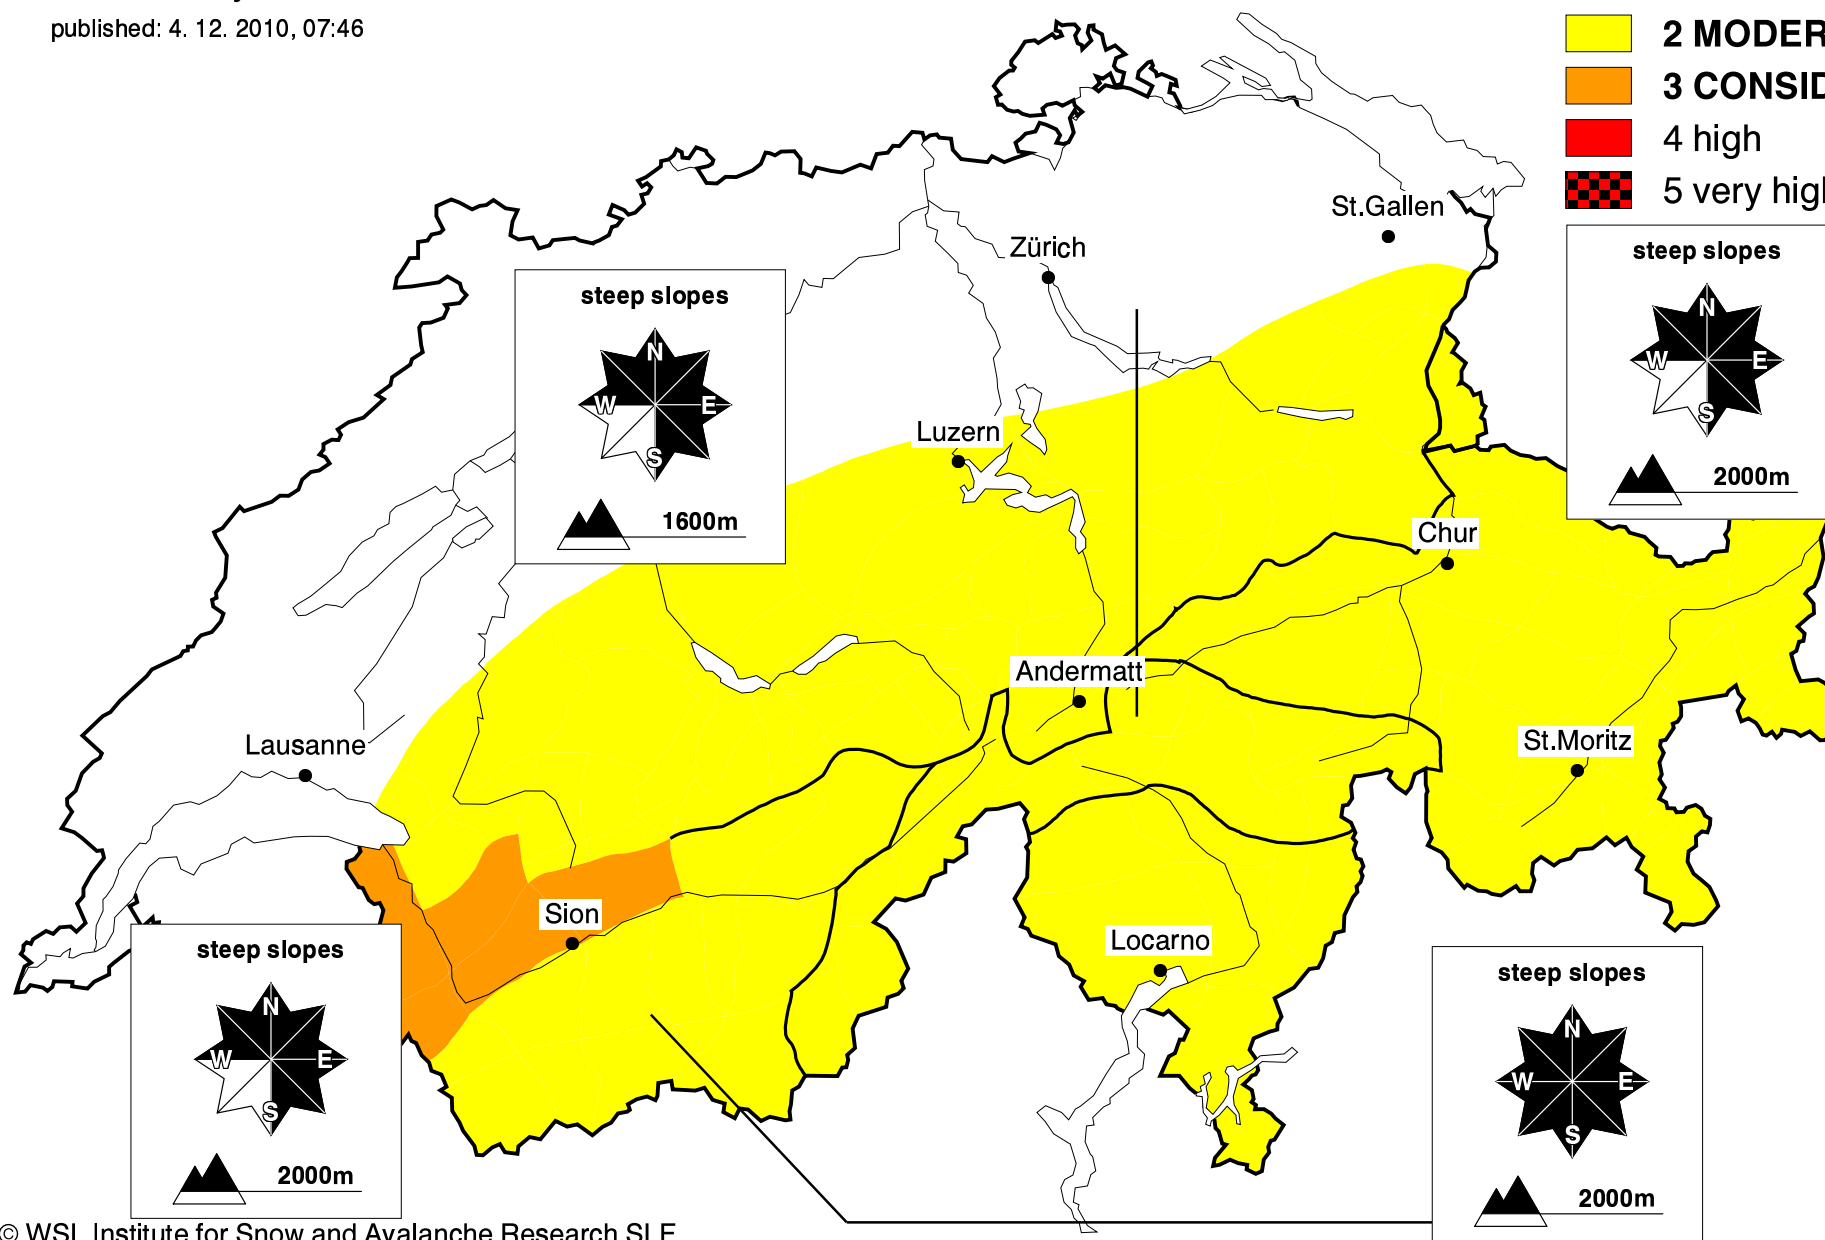 published: 4. 12. 2010, 07:46
2 MODER
3 CONSID
4 high
5 very high
St.Gallen
Zürich
steep slopes
N
W
E
S
2000m
steep slopes
N
W
E
S
1600m
Luzern
Chur
Andermatt
Lausanne
St.Moritz
Sion
Locarno
steep slopes
N
W
E
S
2000m
steep slopes
N
W
E
S
2000m
© WSL Institute for Snow and Avalanche Research SLF